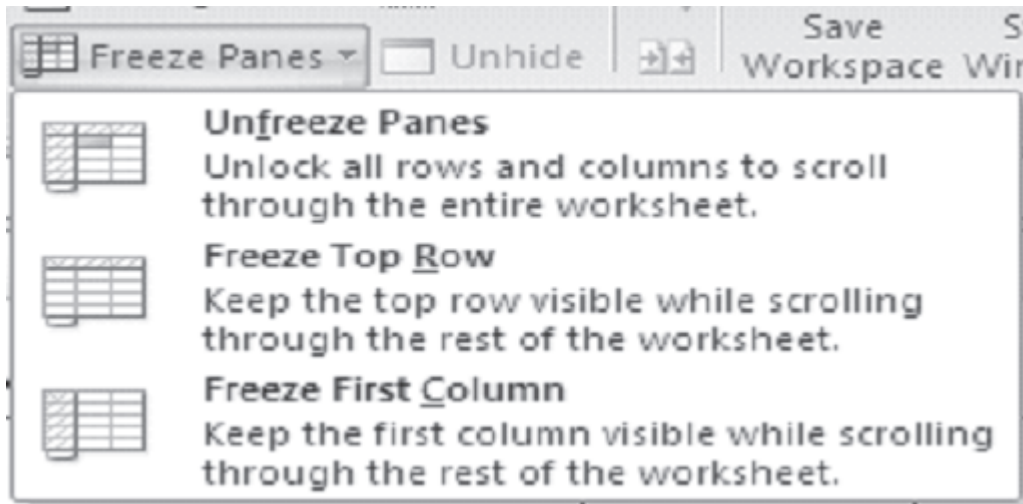 Freeze Panes
Unhide
Save
Workspace
Unfreeze Panes
Unlock all rows and columns to scroll
through the entire worksheet.
Freeze Top Row
Keep the top row visible while scrolling
through the rest of the worksheet.
Freeze First Column
Keep the first column visible while scrolling
through the rest of the worksheet.